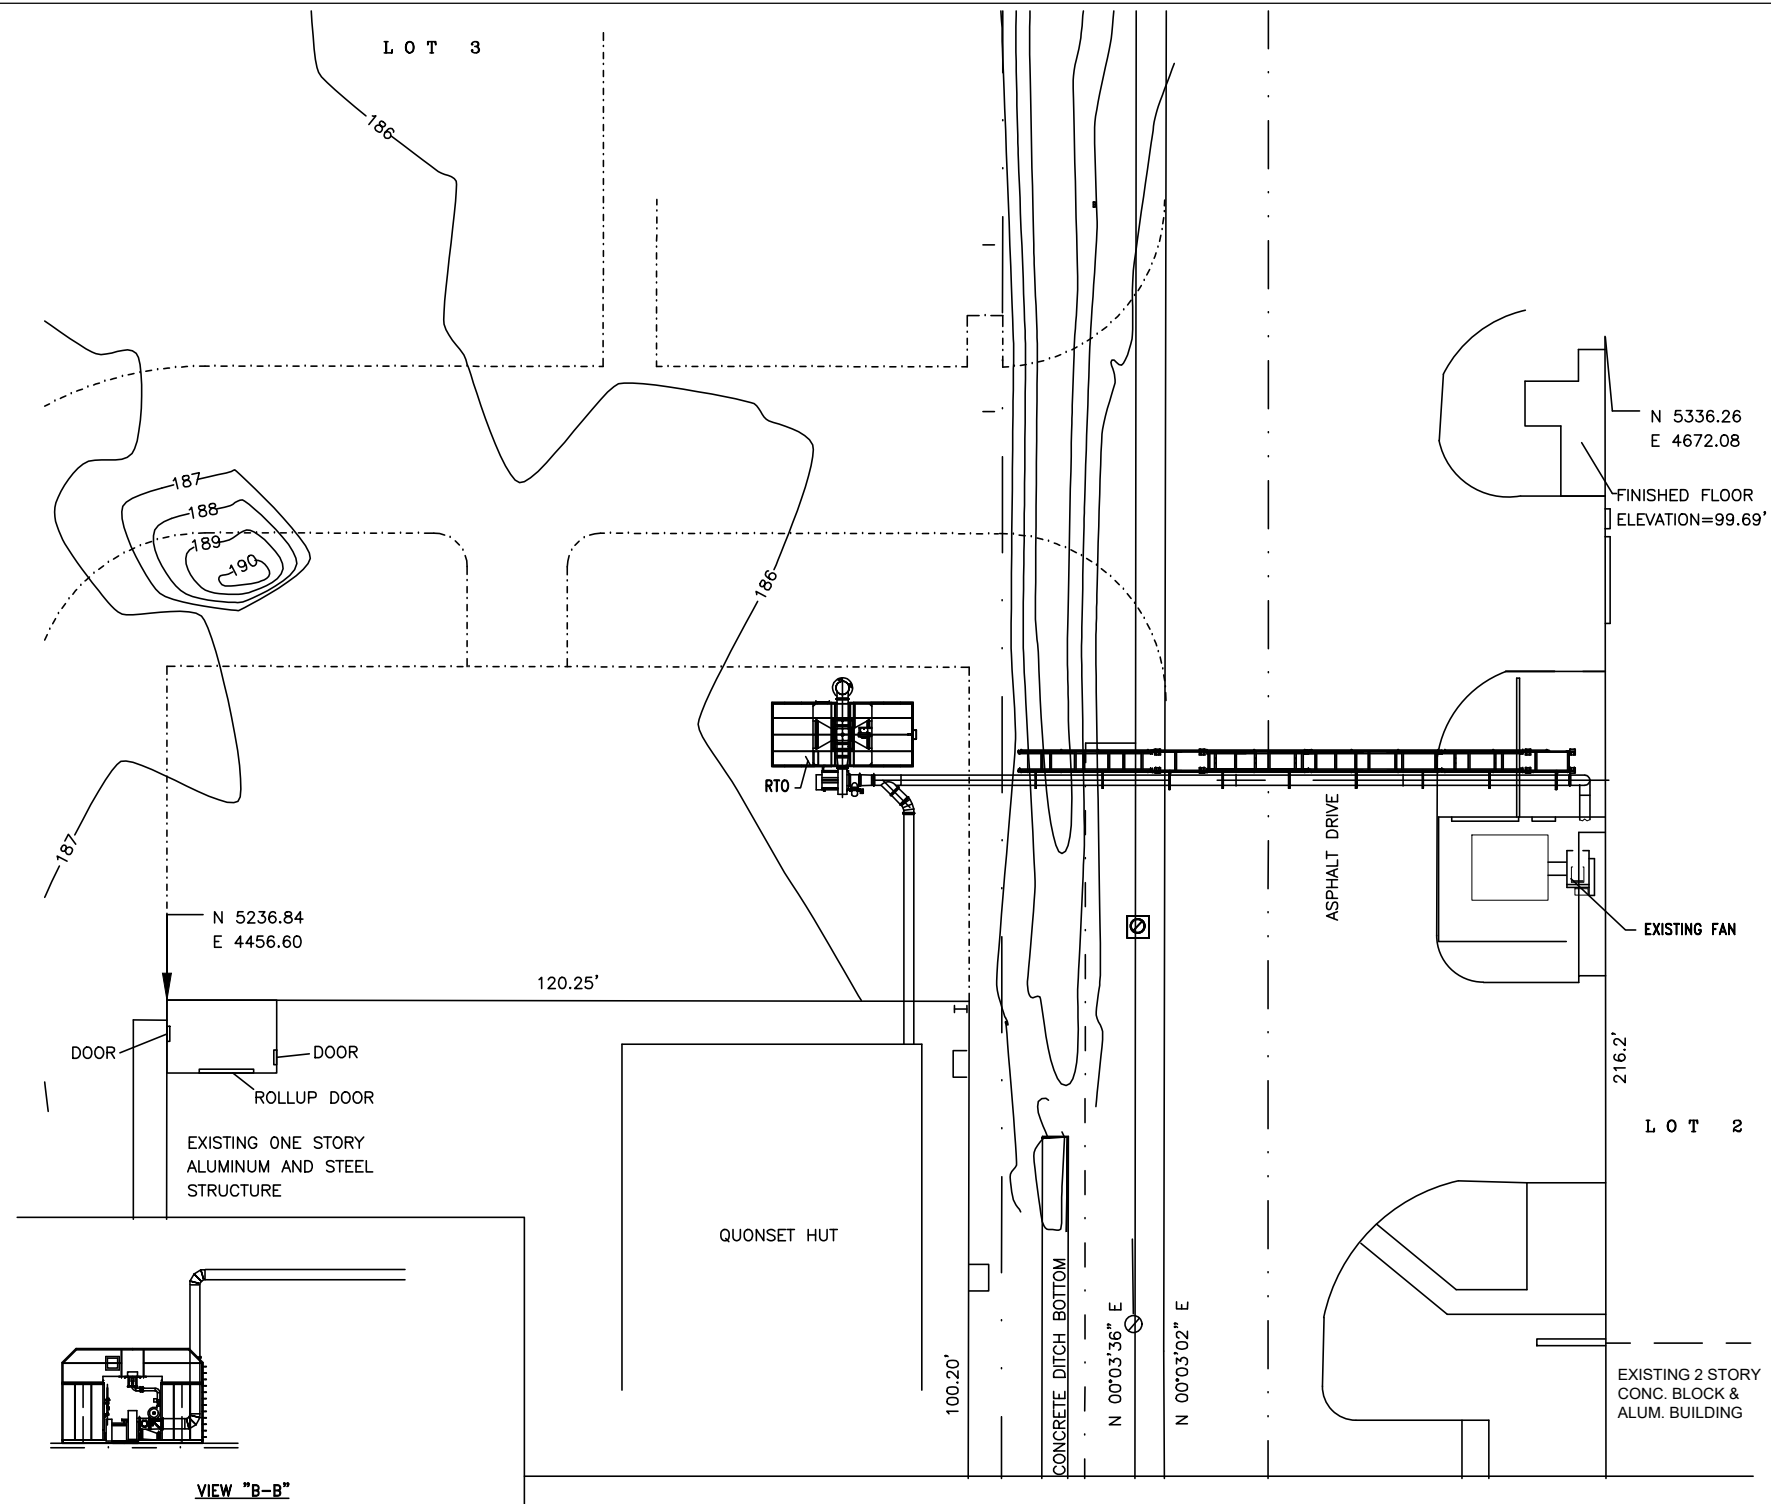 LOT 3
186
N 5336.26
E 4672.08
187
FINISHED FLOOR
ELEVATION=99.69'
188
189
190
186
RTO
187
ASPHALT DRIVE
N 5236.84
E 4456.60
EXISTING FAN
120.25'
DOOR
DOOR
ROLLUP DOOR
216.2'
LOT 2
EXISTING ONE STORY
ALUMINUM AND STEEL
STRUCTURE
QUONSET HUT
100.20'
CONCRETE DITCH BOTTOM
N 00°03'36" E
N 00°03'02" E
EXISTING 2 STORY
CONC. BLOCK &
ALUM. BUILDING
VIEW "B-B"